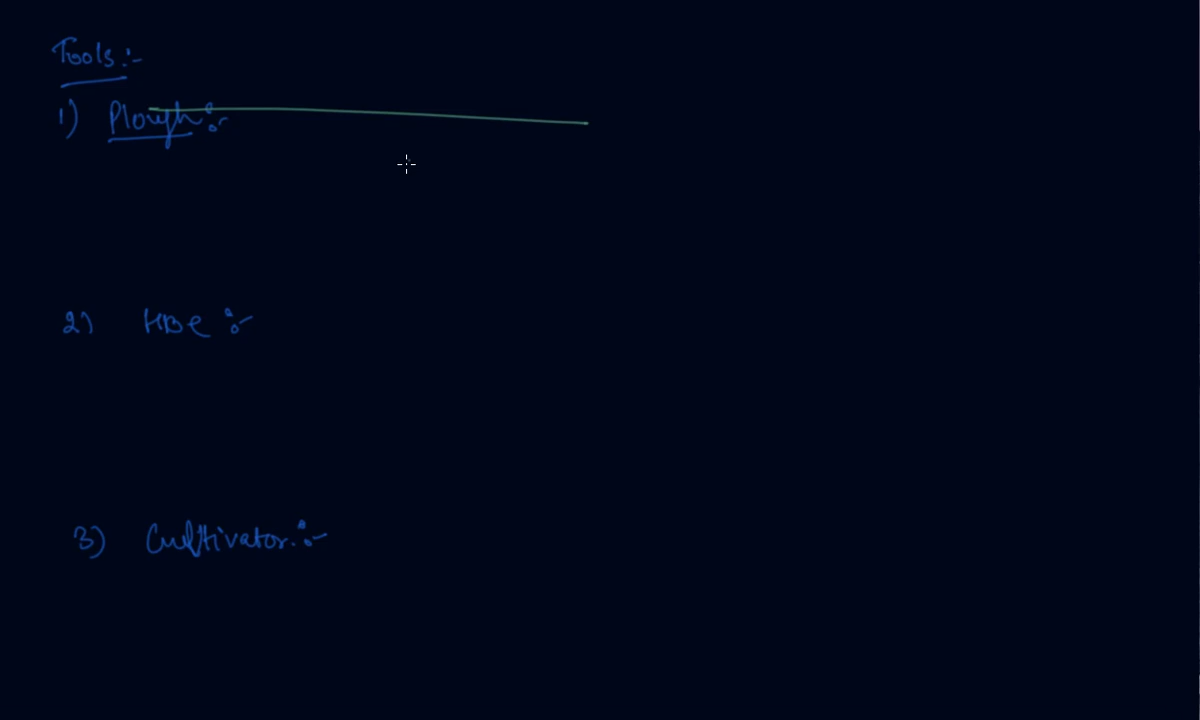 Tools :-
1) Plough :-
2) Hoe :-
3) Cultivator :-